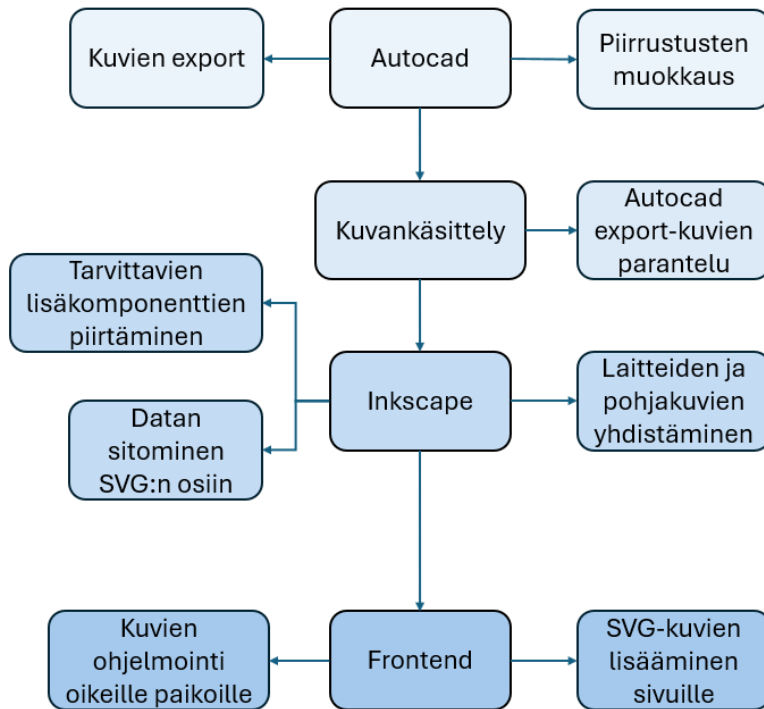 Kuvien export
Autocad
Piirrustusten
muokkaus
Kuvankäsittely
Autocad
export-kuvien
parantelu
Tarvittavien
lisäkomponenttien
piirtäminen
Inkscape
Laitteiden ja
pohjakuvien
yhdistäminen
Datan
sitominen
SVG:n osiin
Kuvien
ohjelmointi
oikeille paikoille
Frontend
SVG-kuvien
lisääminen
sivuille